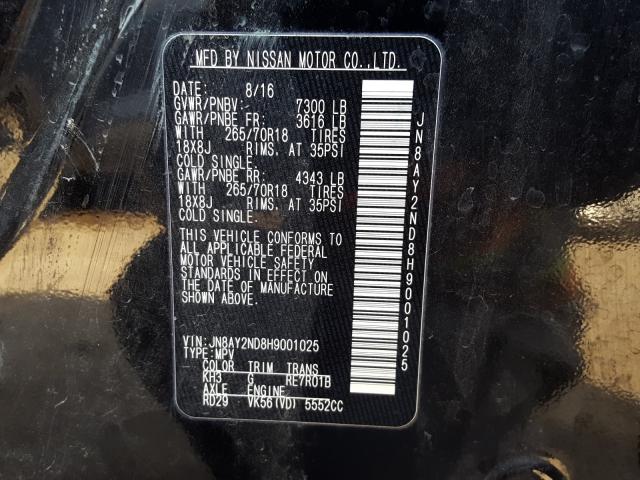 MFD BY NISSAN MOTOR CO.,LTD.
DATE: 8/16
GVWR/PNBV: 7300 LB
GAWR/PNBE FR: 3616 LB
WITH 265/70R18 TIRES
18X8J RIMS, AT 35PSI
COLD SINGLE.
GAWR/PNBE RR: 4343 LB
WITH 265/70R18 TIRES
18X8J RIMS, AT 35PSI
COLD SINGLE.
THIS VEHICLE CONFORMS TO
ALL APPLICABLE FEDERAL
MOTOR VEHICLE SAFETY
STANDARDS IN EFFECT ON
THE DATE OF MANUFACTURE
SHOWN ABOVE.
VIN: JN8AY2ND8H9001025
TYPE: MPV
COLOR TRIM TRANS
KH3 G RE7R01B
AXLE ENGINE
RD29 VK56(VD) 5552CC
JN8AY2ND8H9001025